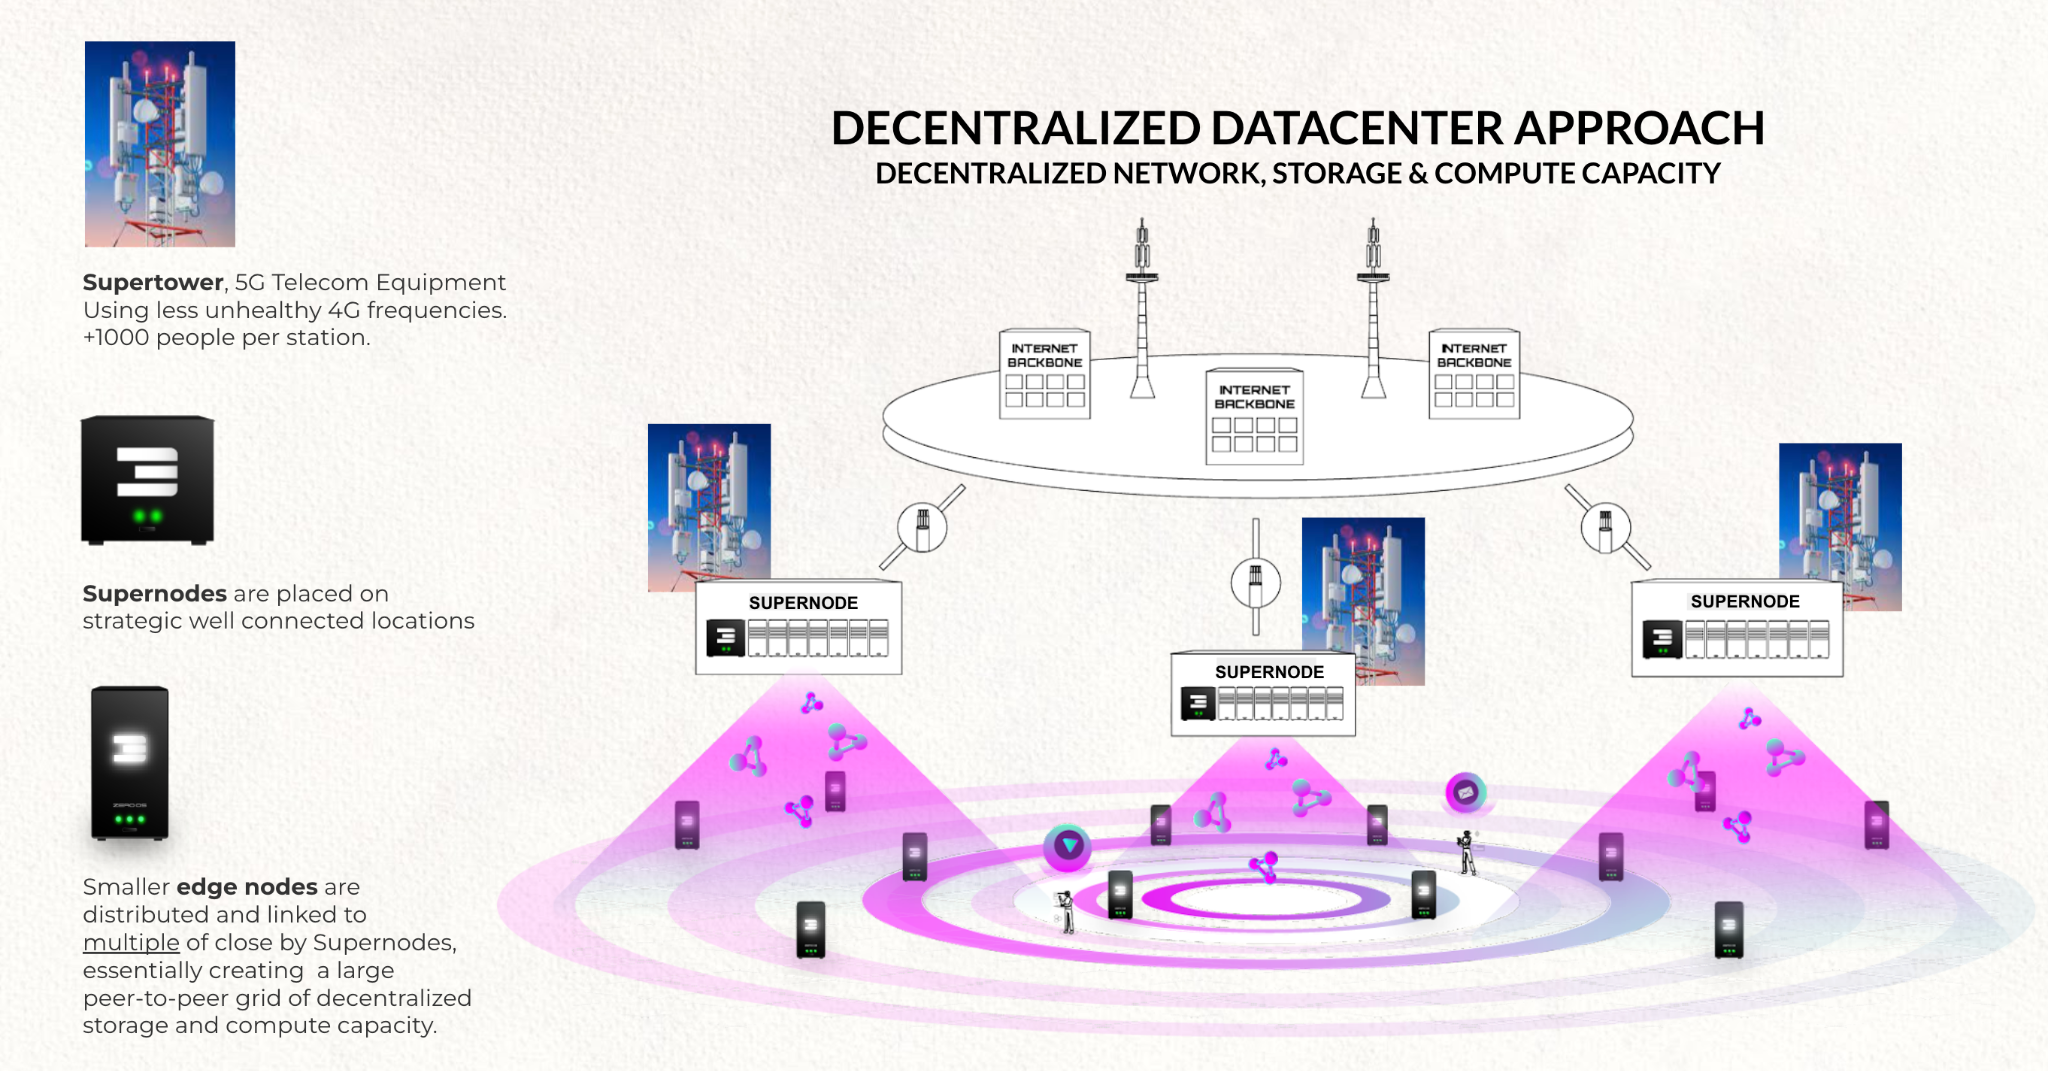 DECENTRALIZED DATACENTER APPROACH
DECENTRALIZED NETWORK, STORAGE & COMPUTE CAPACITY
Supertower, 5G Telecom Equipment
Using less unhealthy 4G frequencies.
+1000 people per station.
Supernodes are placed on
strategic well connected locations
ZERO OS
Smaller edge nodes are
distributed and linked to
multiple of close by Supernodes,
essentially creating a large
peer-to-peer grid of decentralized
storage and compute capacity.
INTERNET
BACKBONE
INTERNET
BACKBONE
INTERNET
BACKBONE
SUPERNODE
SUPERNODE
SUPERNODE